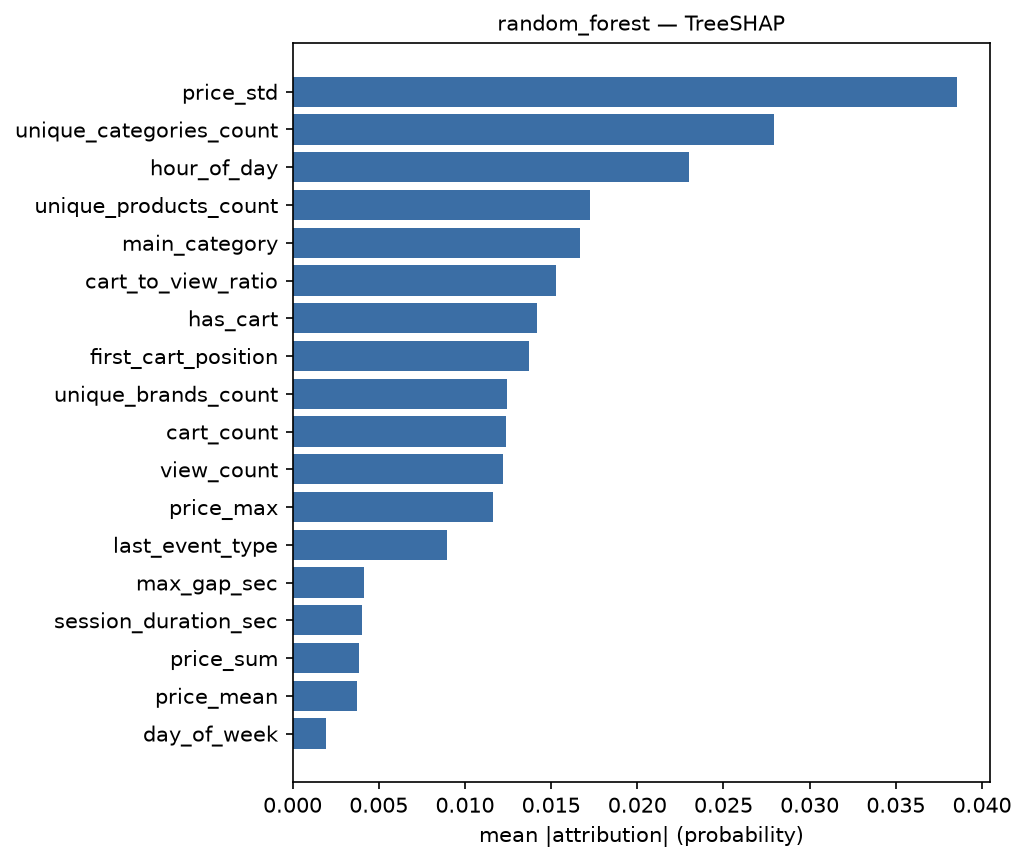 random_forest — TreeSHAP
price_std
unique_categories_count
hour_of_day
unique_products_count
main_category
cart_to_view_ratio
has_cart
first_cart_position
unique_brands_count
cart_count
view_count
price_max
last_event_type
max_gap_sec
session_duration_sec
price_sum
price_mean
day_of_week
0.000 0.005 0.010 0.015 0.020 0.025 0.030 0.035 0.040
mean |attribution| (probability)